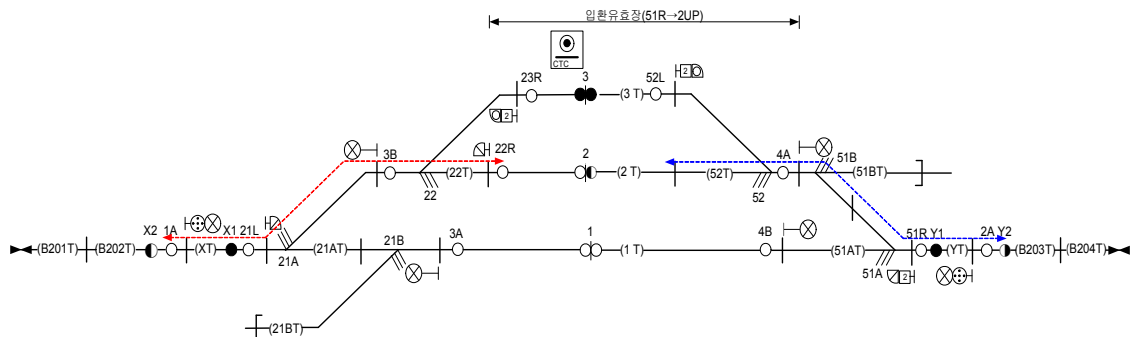 입환유효장(51R→2UP)
CTC
23R 3 52L
(3 T)
2
2
3B 22R 2 4A 51B
(22T) (2 T) (52T) (51BT)
22 52
X2 1A X1 21L 21B 3A 1 4B 51R Y1 2A Y2
(B201T) (B202T) (XT) (21AT) (1 T) (51AT) (YT) (B203T) (B204T)
21A 51A
2
(21BT)